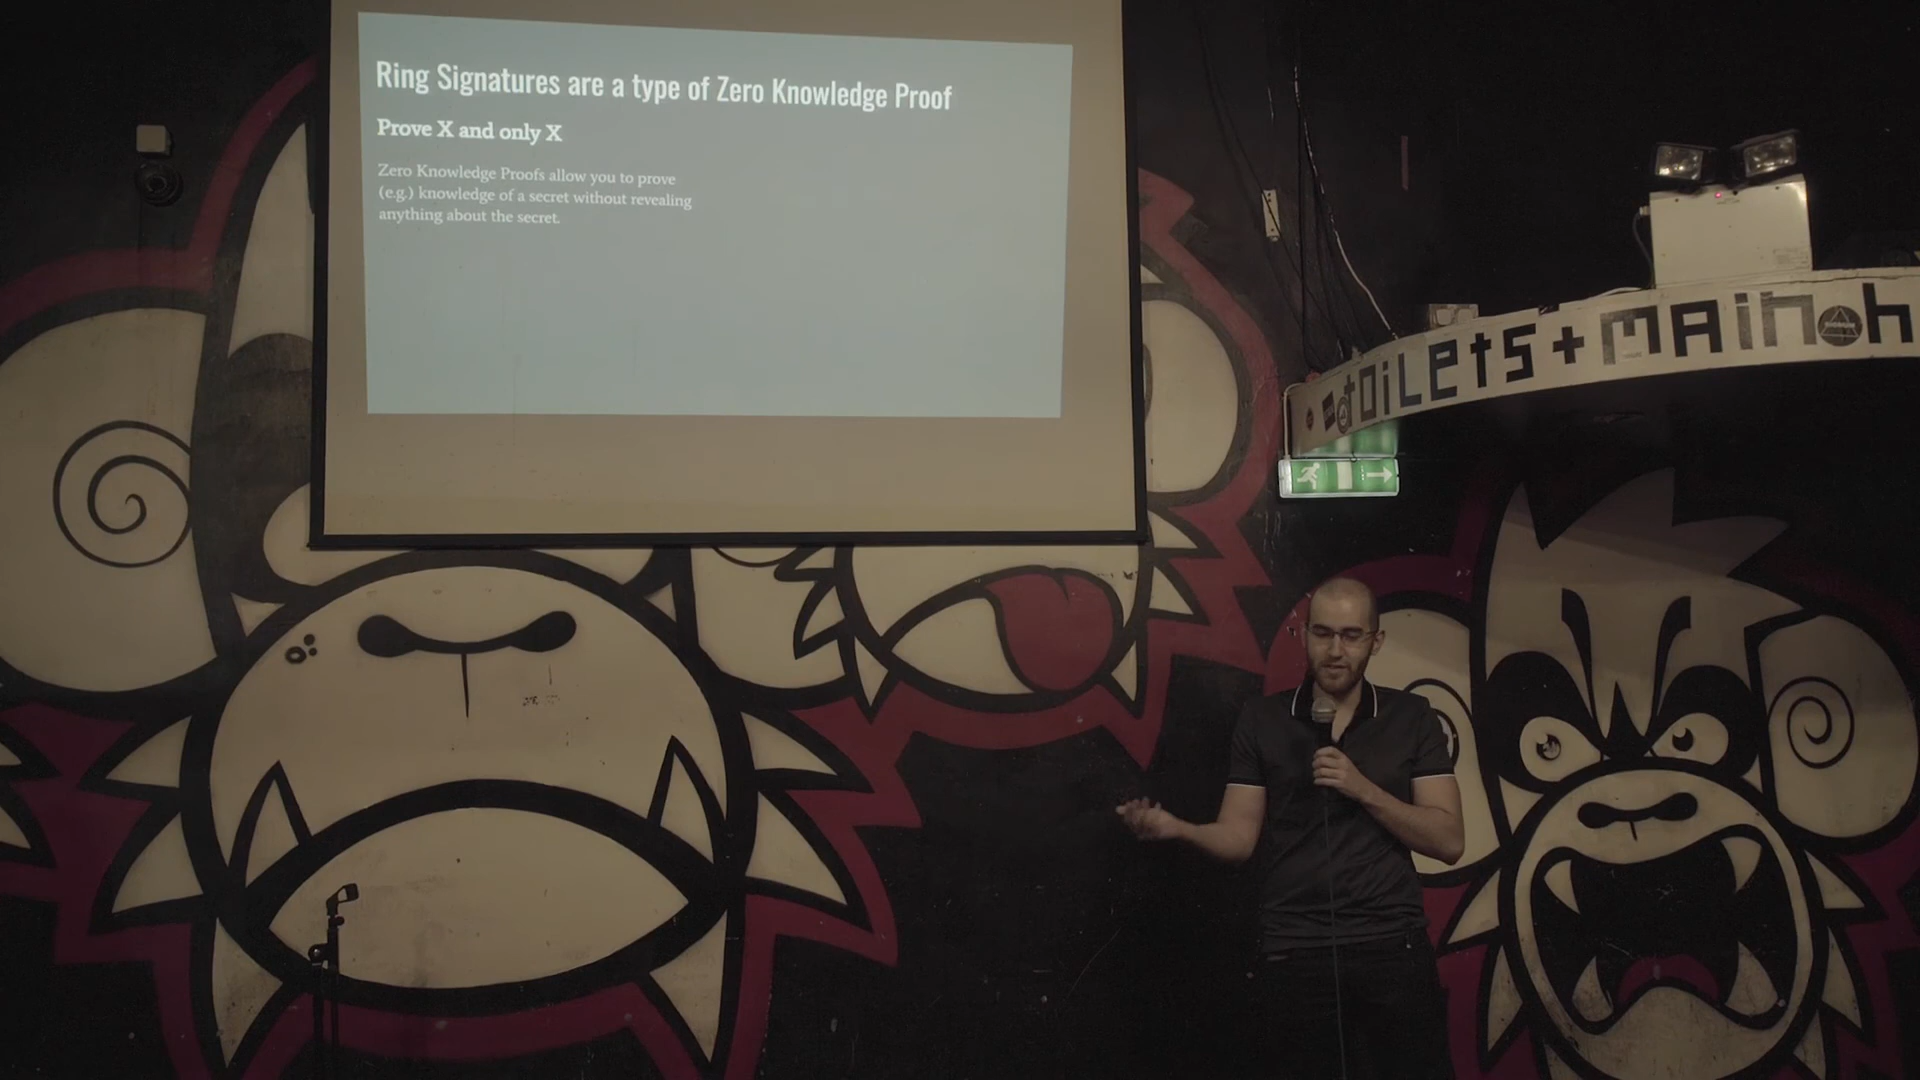 Ring Signatures are a type of Zero Knowledge Proof
Prove X and only X
Zero Knowledge Proofs allow you to prove
(e.g.) knowledge of a secret without revealing
anything about the secret.
toiLets + mAin h